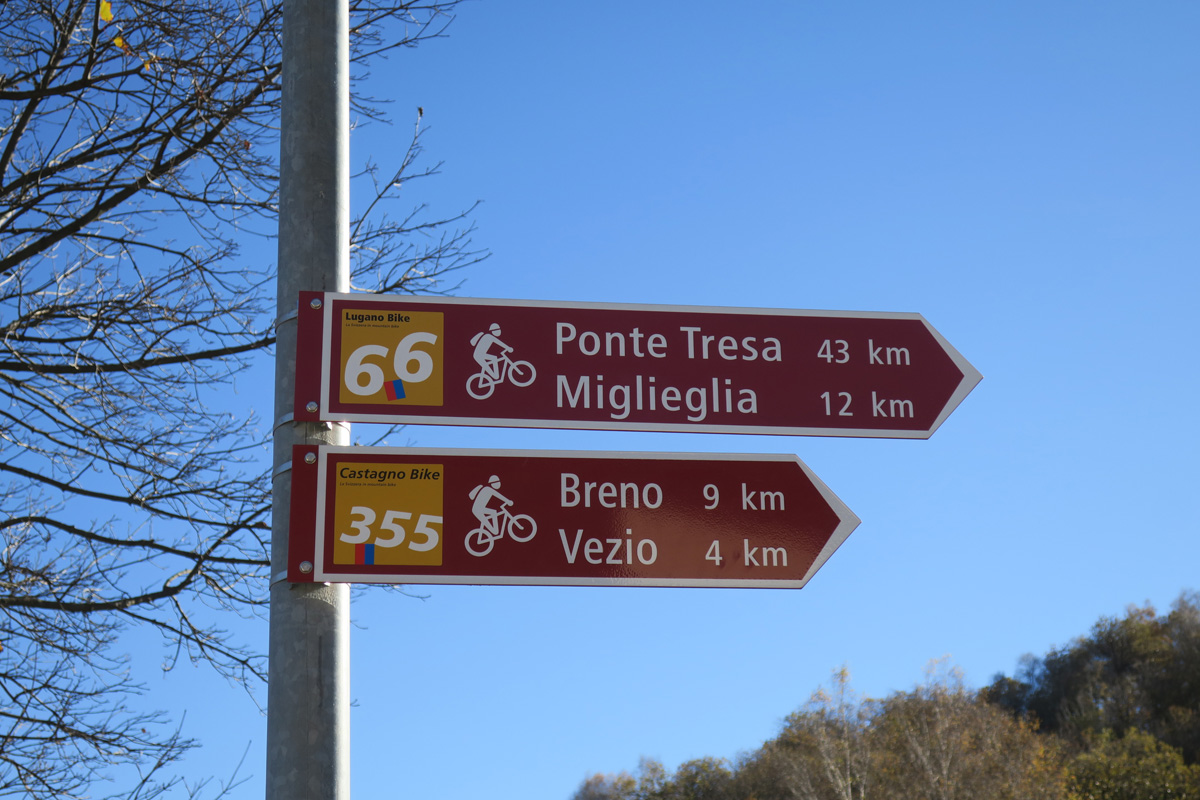 Lugano Bike
66
Ponte Tresa 43 km
Miglieglia 12 km
Castagno Bike
355
Breno 9 km
Vezio 4 km